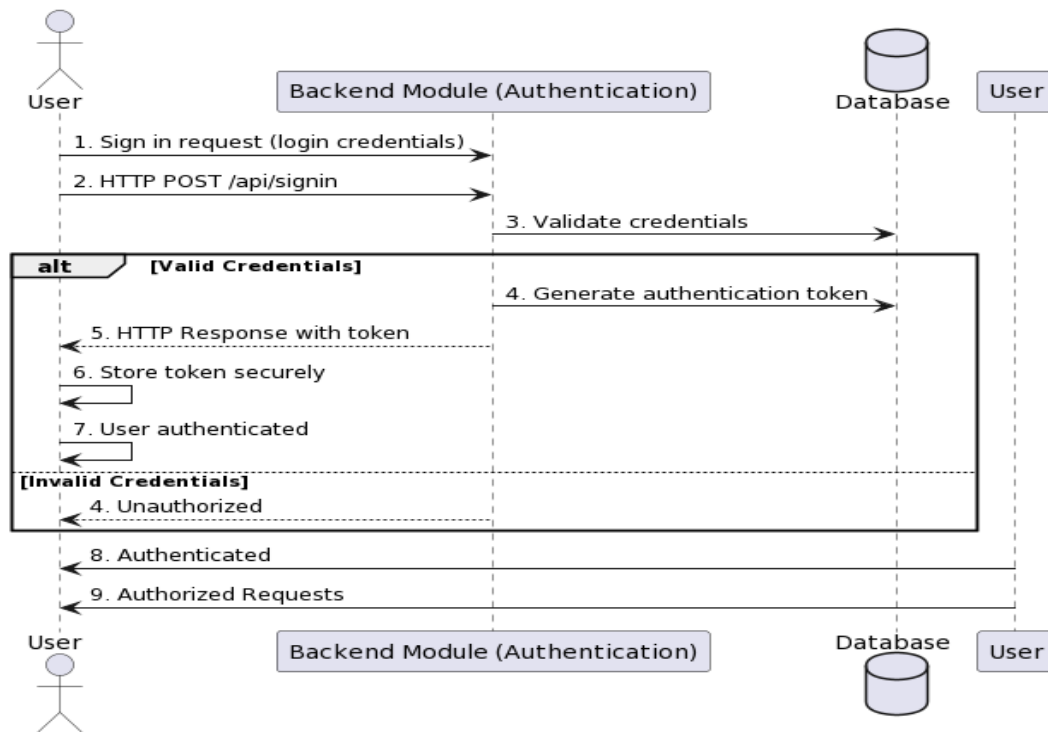 User
Backend Module (Authentication)
Database
User
1. Sign in request (login credentials)
2. HTTP POST /api/signin
3. Validate credentials
alt [Valid Credentials]
4. Generate authentication token
5. HTTP Response with token
6. Store token securely
7. User authenticated
[Invalid Credentials]
4. Unauthorized
8. Authenticated
9. Authorized Requests
User
Backend Module (Authentication)
Database
User